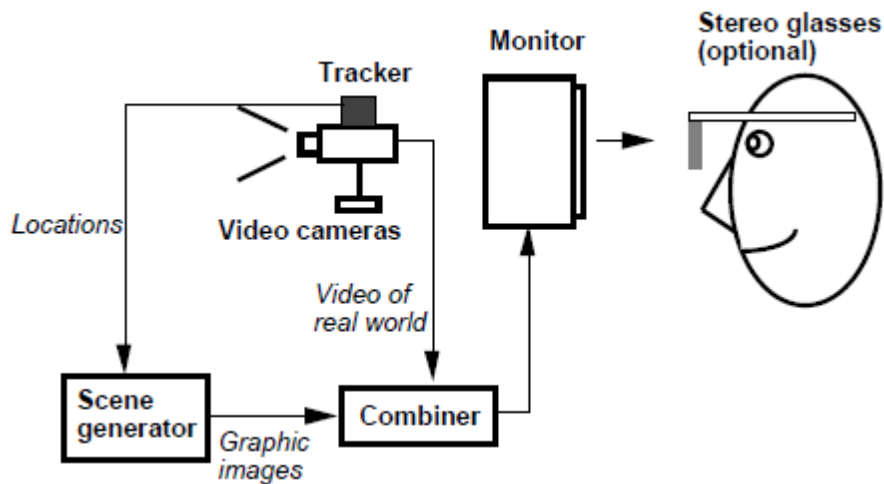 Stereo glasses
(optional)
Monitor
Tracker
Locations
Video cameras
Video of
real world
Scene
generator
Graphic
images
Combiner